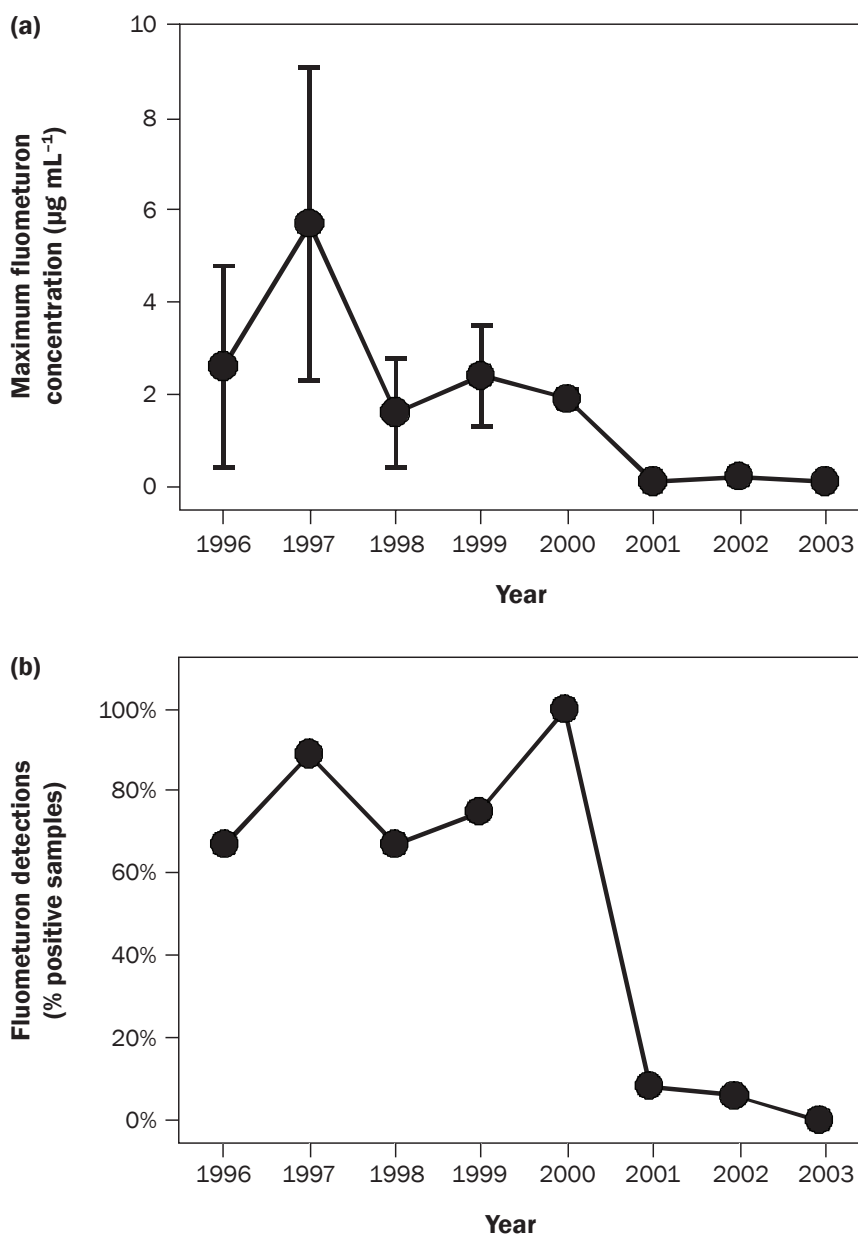 (a)
Maximum fluometuron
concentration (µg mL⁻¹)
10
8
6
4
2
0
1996 1997 1998 1999 2000 2001 2002 2003
Year
(b)
Fluometuron detections
(% positive samples)
100%
80%
60%
40%
20%
0%
1996 1997 1998 1999 2000 2001 2002 2003
Year